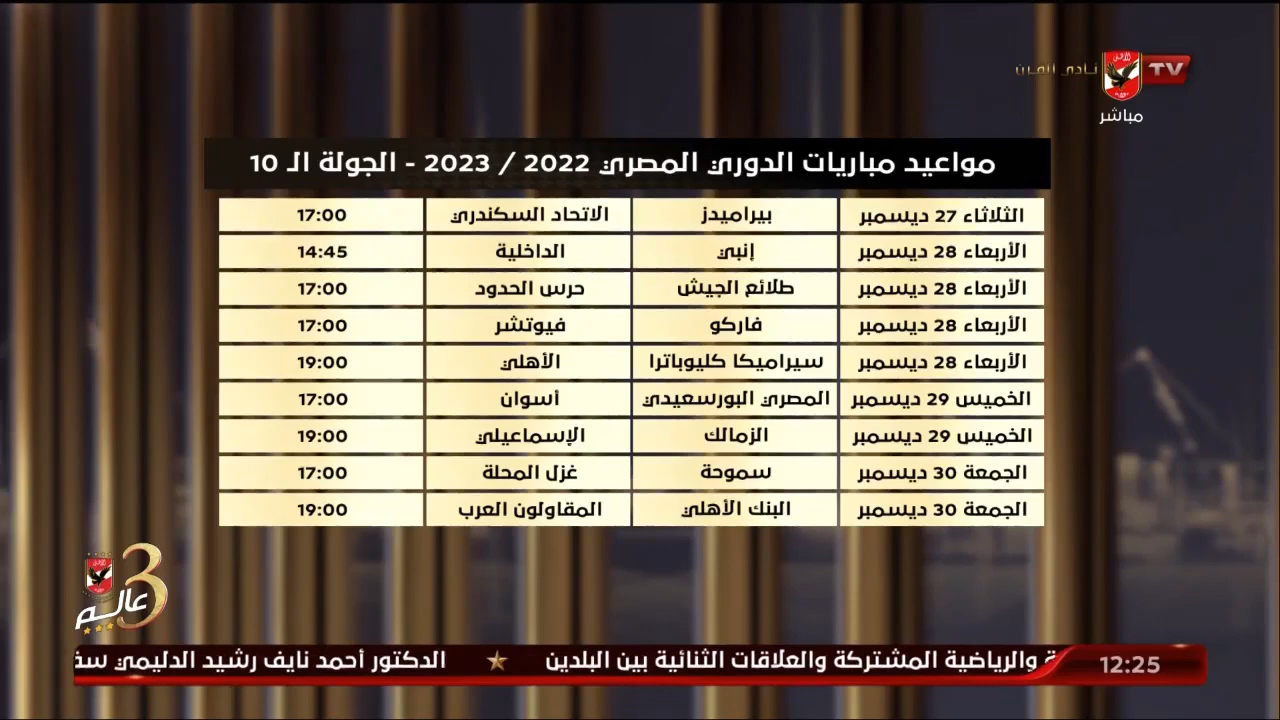 نادي القرن
TV
مباشر
مواعيد مباريات الدوري المصري 2022 / 2023 - الجولة الـ 10
الثلاثاء 27 ديسمبر بيراميدز الاتحاد السكندري 17:00
الأربعاء 28 ديسمبر إنبي الداخلية 14:45
الأربعاء 28 ديسمبر طلائع الجيش حرس الحدود 17:00
الأربعاء 28 ديسمبر فاركو فيوتشر 17:00
الأربعاء 28 ديسمبر سيراميكا كليوباترا الأهلي 19:00
الخميس 29 ديسمبر المصري البورسعيدي أسوان 17:00
الخميس 29 ديسمبر الزمالك الإسماعيلي 19:00
الجمعة 30 ديسمبر سموحة غزل المحلة 17:00
الجمعة 30 ديسمبر البنك الأهلي المقاولون العرب 19:00
3 عالم
12:25
والرياضية المشتركة والعلاقات الثنائية بين البلدين ★ الدكتور أحمد نايف رشيد الدليمي